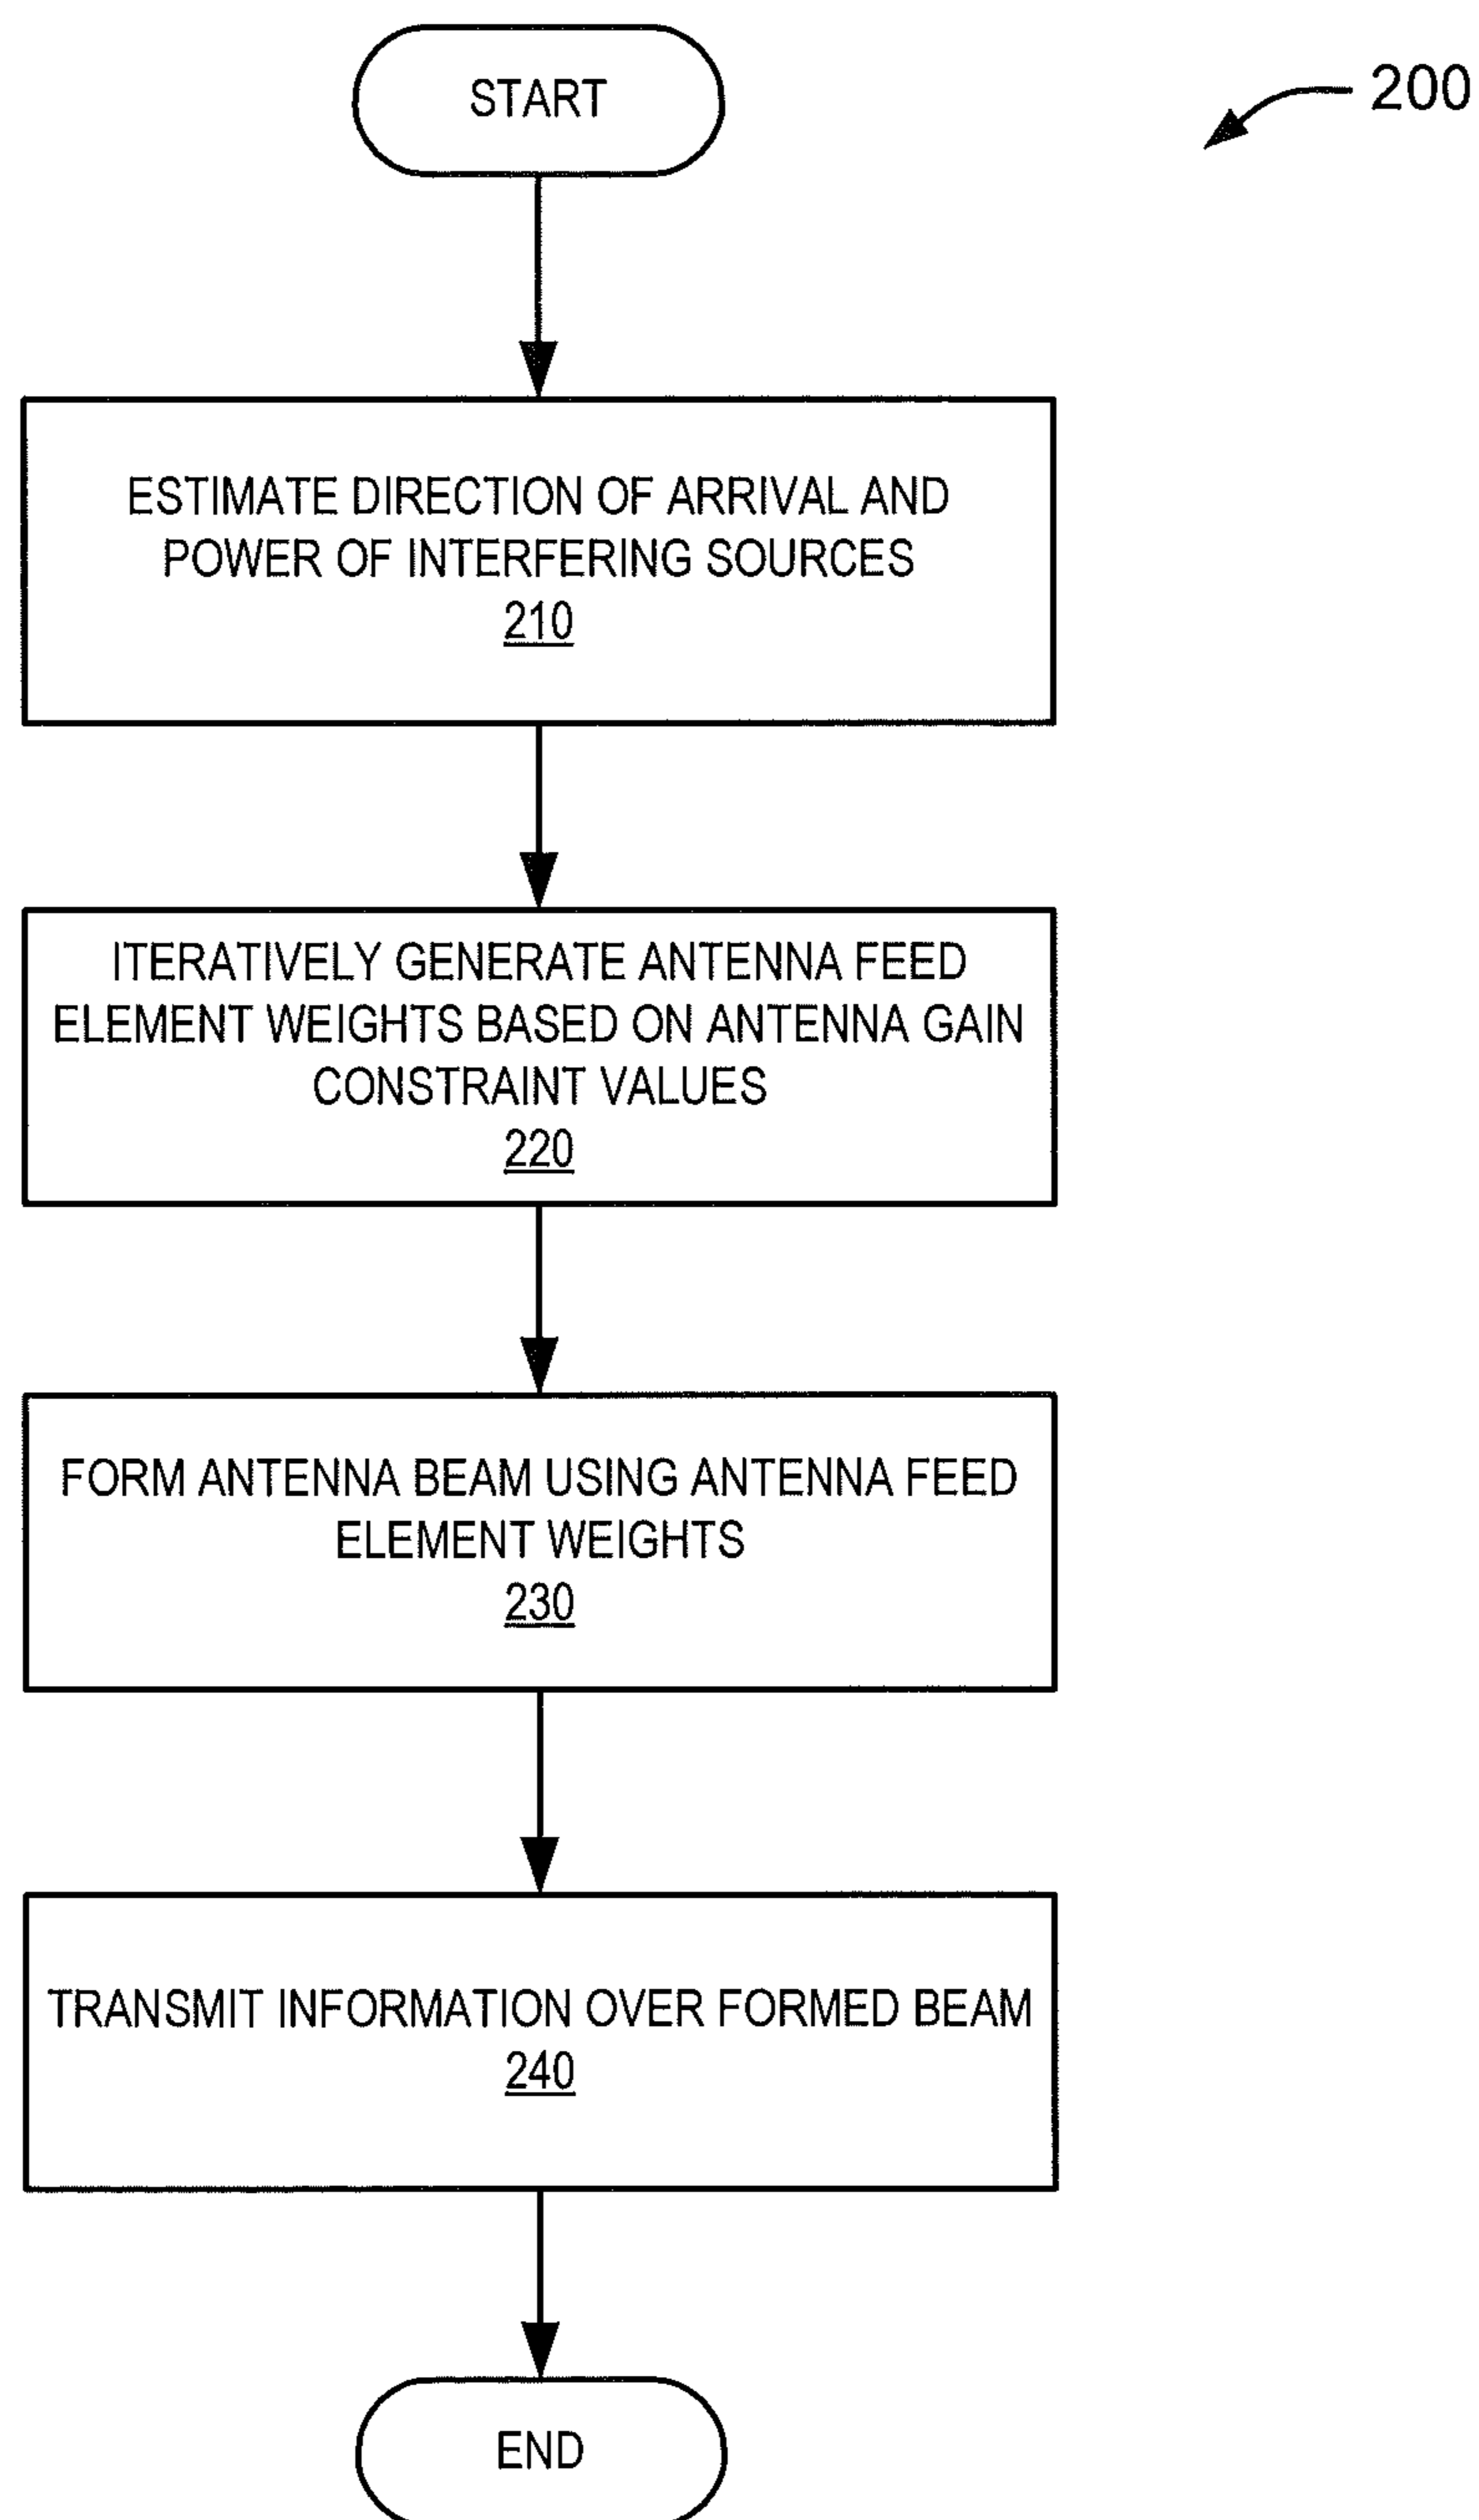 START
200
ESTIMATE DIRECTION OF ARRIVAL AND
POWER OF INTERFERING SOURCES
210
ITERATIVELY GENERATE ANTENNA FEED
ELEMENT WEIGHTS BASED ON ANTENNA GAIN
CONSTRAINT VALUES
220
FORM ANTENNA BEAM USING ANTENNA FEED
ELEMENT WEIGHTS
230
TRANSMIT INFORMATION OVER FORMED BEAM
240
END